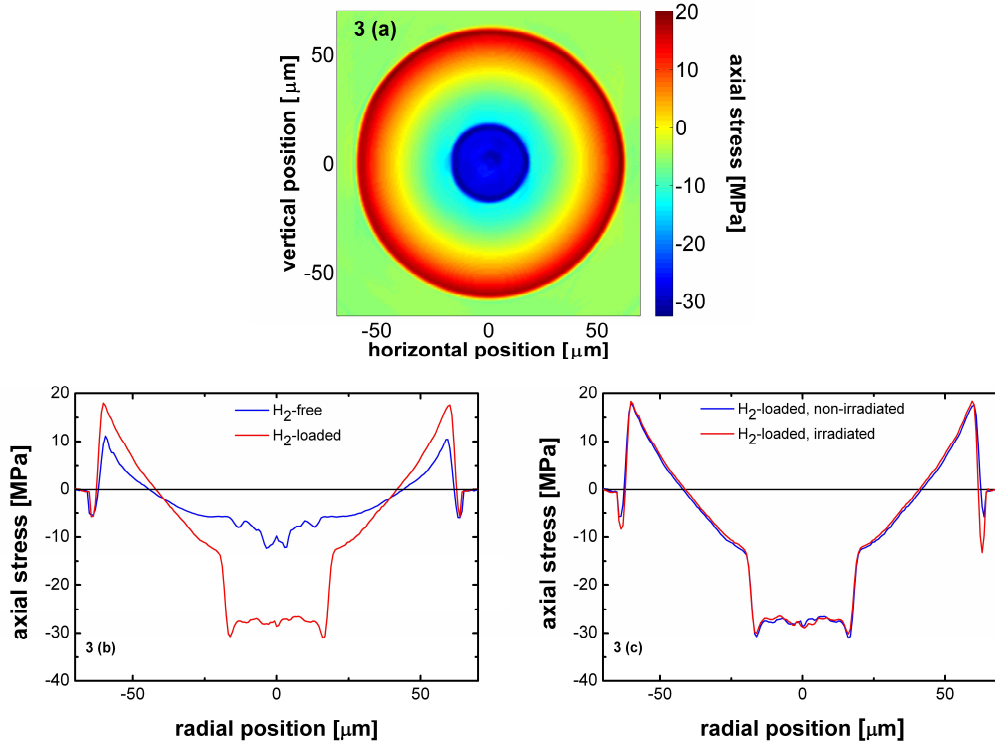 3 (a)
vertical position [μm]
50
0
-50
-50
0
50
horizontal position [μm]
20
10
0
-10
-20
-30
axial stress [MPa]
axial stress [MPa]
20
10
0
-10
-20
-30
-40
H2-free
H2-loaded
3 (b)
-50
0
50
radial position [μm]
axial stress [MPa]
20
10
0
-10
-20
-30
-40
H2-loaded, non-irradiated
H2-loaded, irradiated
3 (c)
-50
0
50
radial position [μm]